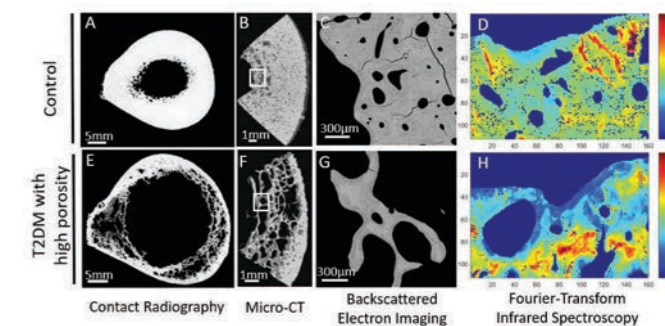 A B C D
Control
5mm 1mm 300μm
20 40 60 80 100
20 40 60 80 100 120 140 160
E F G H
T2DM with
high porosity
5mm 1mm 300μm
20 40 60 80 100
0 20 40 60 80 100 120 140 160
Contact Radiography
Micro-CT
Backscattered
Electron Imaging
Fourier-Transform
Infrared Spectroscopy